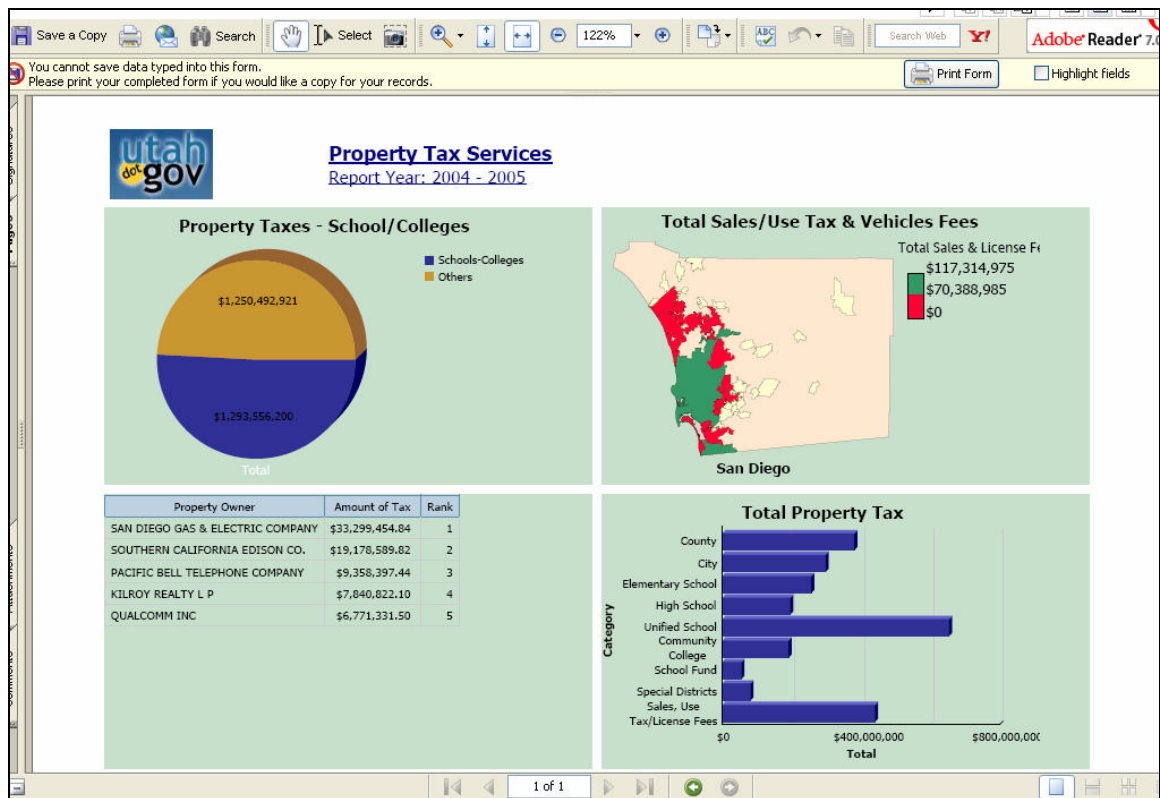 Save a Copy
Search
Select
122%
Search Web
Y!
Adobe Reader 7.0
You cannot save data typed into this form.
Please print your completed form if you would like a copy for your records.
Print Form
Highlight fields
utah
dot gov
Property Tax Services
Report Year: 2004 - 2005
Property Taxes - School/Colleges
Schools-Colleges
Others
$1,250,492,921
$1,293,556,200
Total
Total Sales/Use Tax & Vehicles Fees
Total Sales & License Fe
$117,314,975
$70,388,985
$0
San Diego
Property Owner Amount of Tax Rank
SAN DIEGO GAS & ELECTRIC COMPANY $33,299,454.84 1
SOUTHERN CALIFORNIA EDISON CO. $19,178,589.82 2
PACIFIC BELL TELEPHONE COMPANY $9,358,397.44 3
KILROY REALTY L P $7,840,822.10 4
QUALCOMM INC $6,771,331.50 5
Total Property Tax
Category
County
City
Elementary School
High School
Unified School
Community
College
School Fund
Special Districts
Sales, Use
Tax/License Fees
$0 $400,000,000 $800,000,00
Total
1 of 1